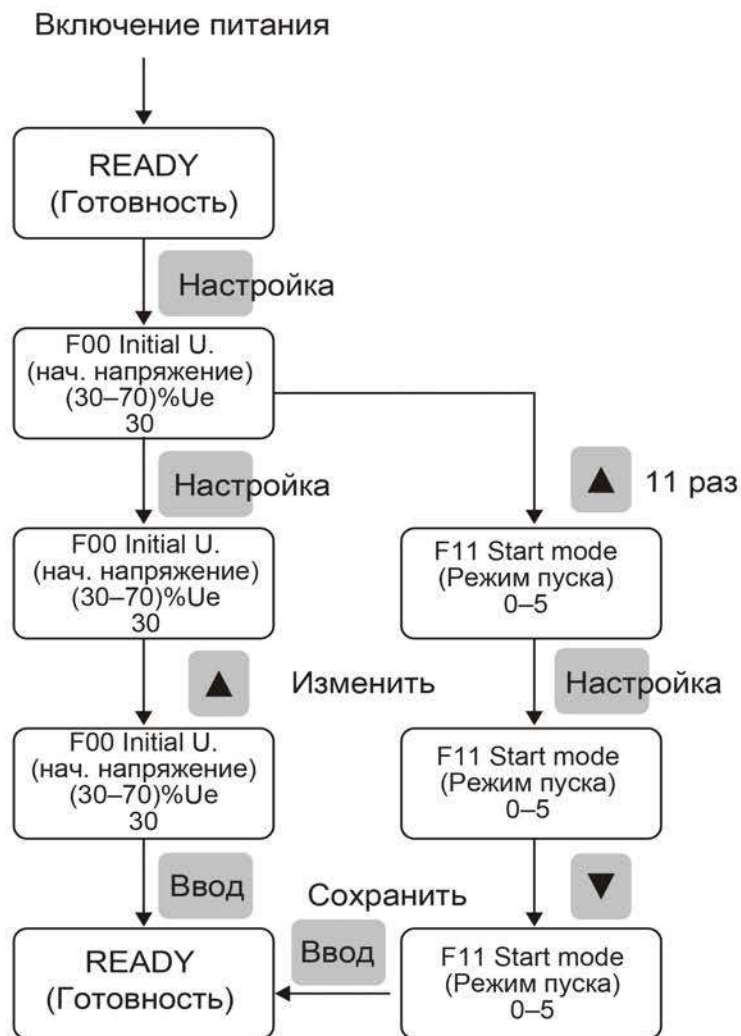 Включение питания
READY
(Готовность)
Настройка
F00 Initial U.
(нач. напряжение)
(30–70)%Ue
30
Настройка
▲ 11 раз
F00 Initial U.
(нач. напряжение)
(30–70)%Ue
30
F11 Start mode
(Режим пуска)
0–5
▲ Изменить
Настройка
F00 Initial U.
(нач. напряжение)
(30–70)%Ue
30
F11 Start mode
(Режим пуска)
0–5
Ввод
Сохранить
▼
READY
(Готовность)
Ввод
F11 Start mode
(Режим пуска)
0–5